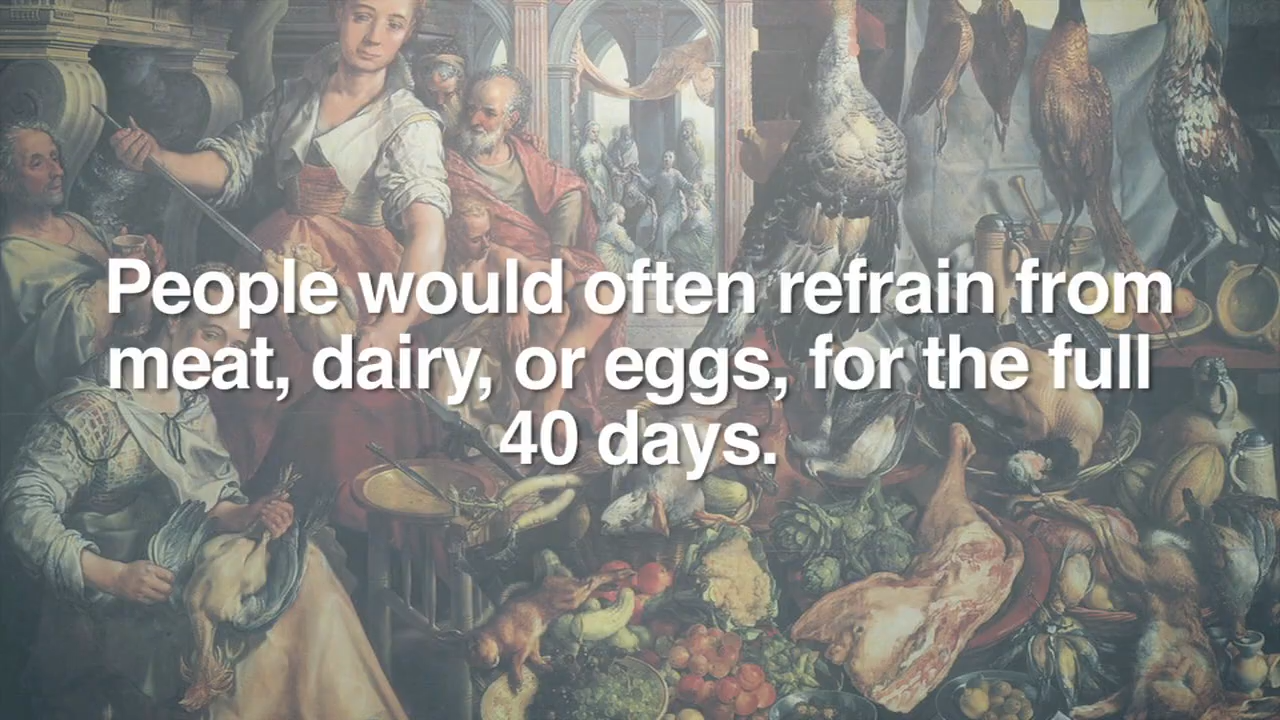 People would often refrain from
meat, dairy, or eggs, for the full
40 days.